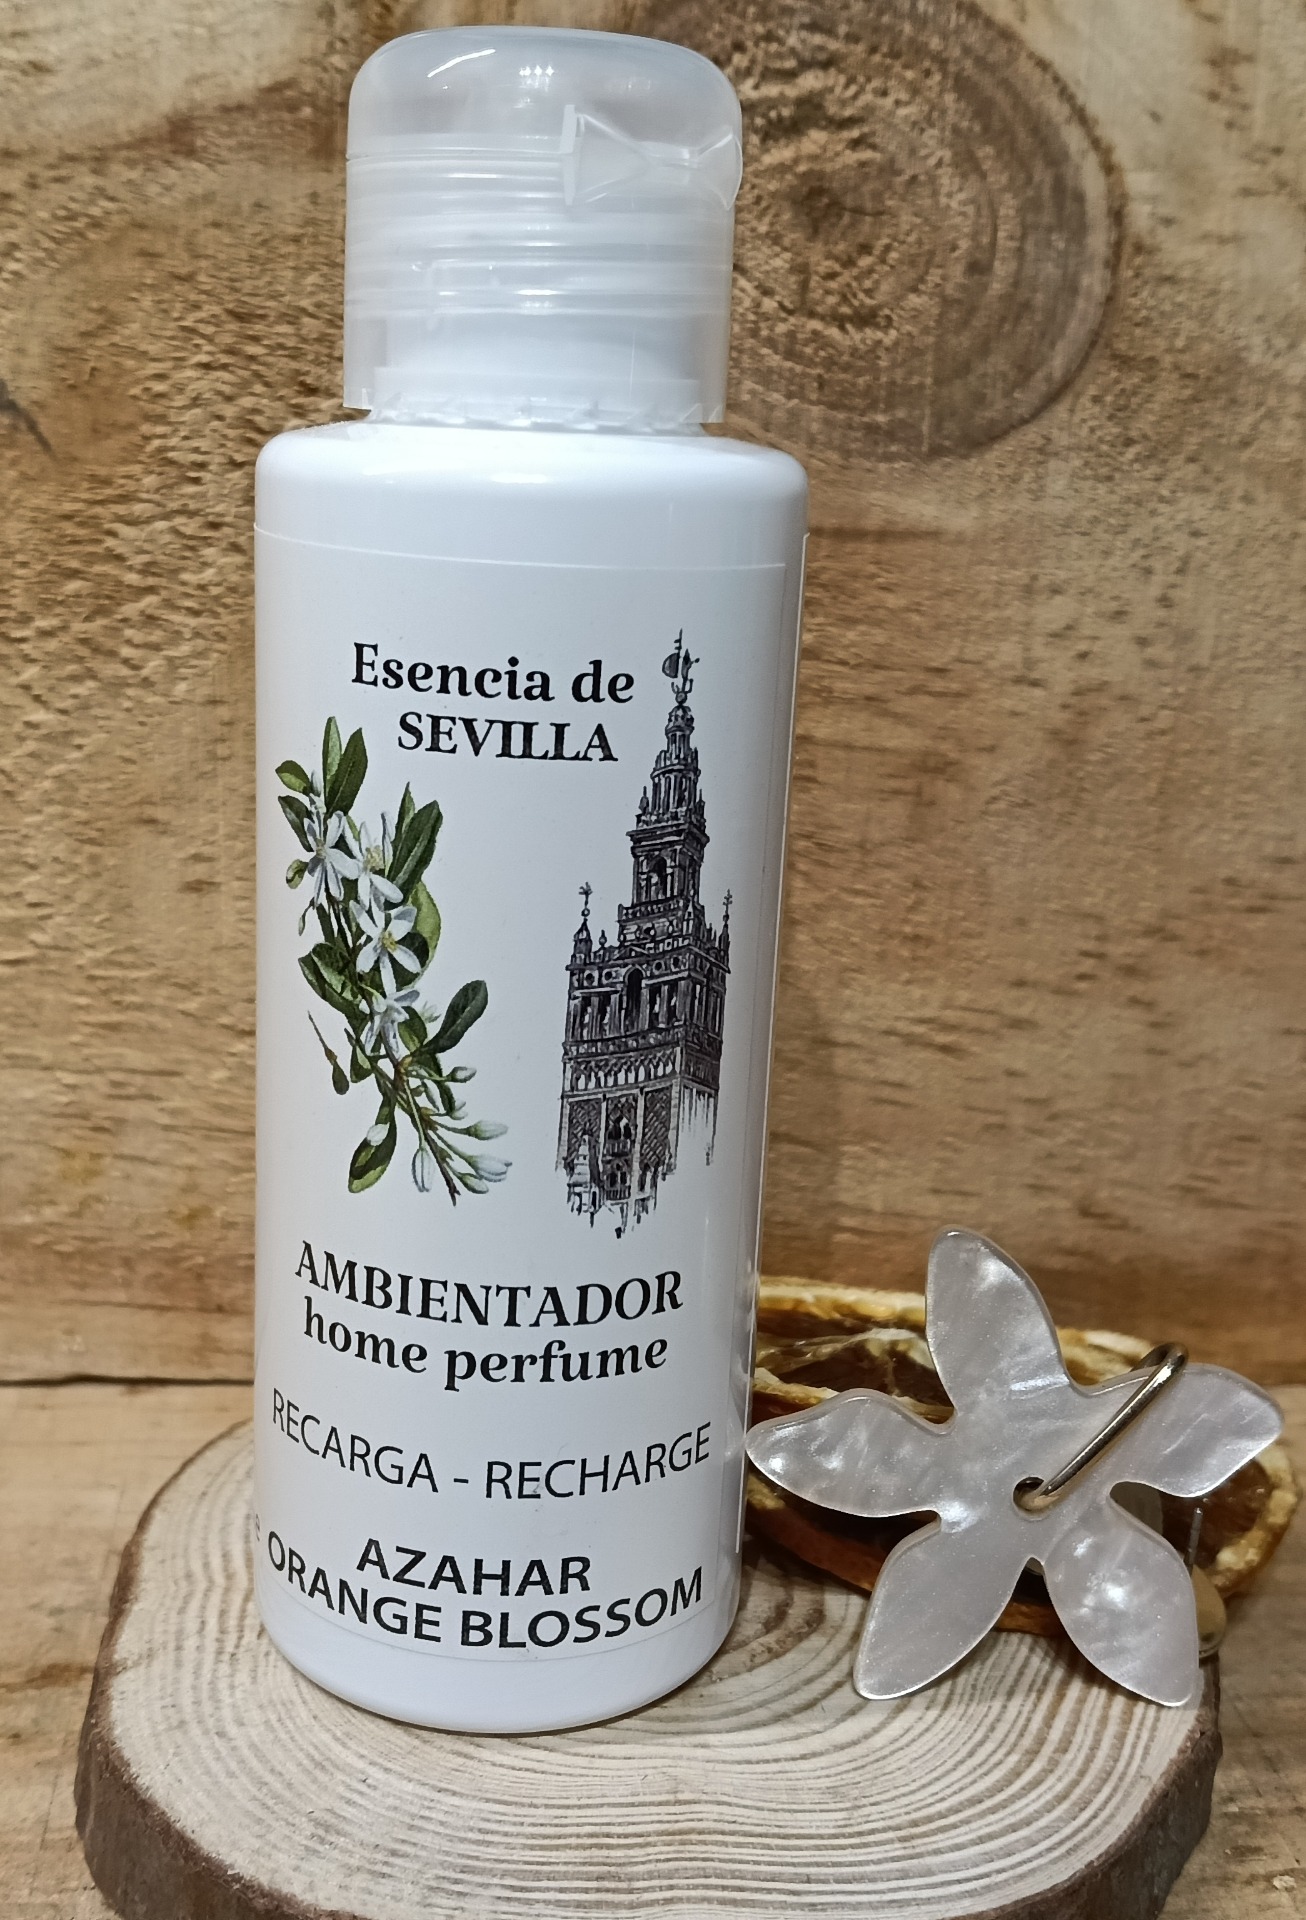 Esencia de
SEVILLA
AMBIENTADOR
home perfume
RECARGA - RECHARGE
AZAHAR
ORANGE BLOSSOM